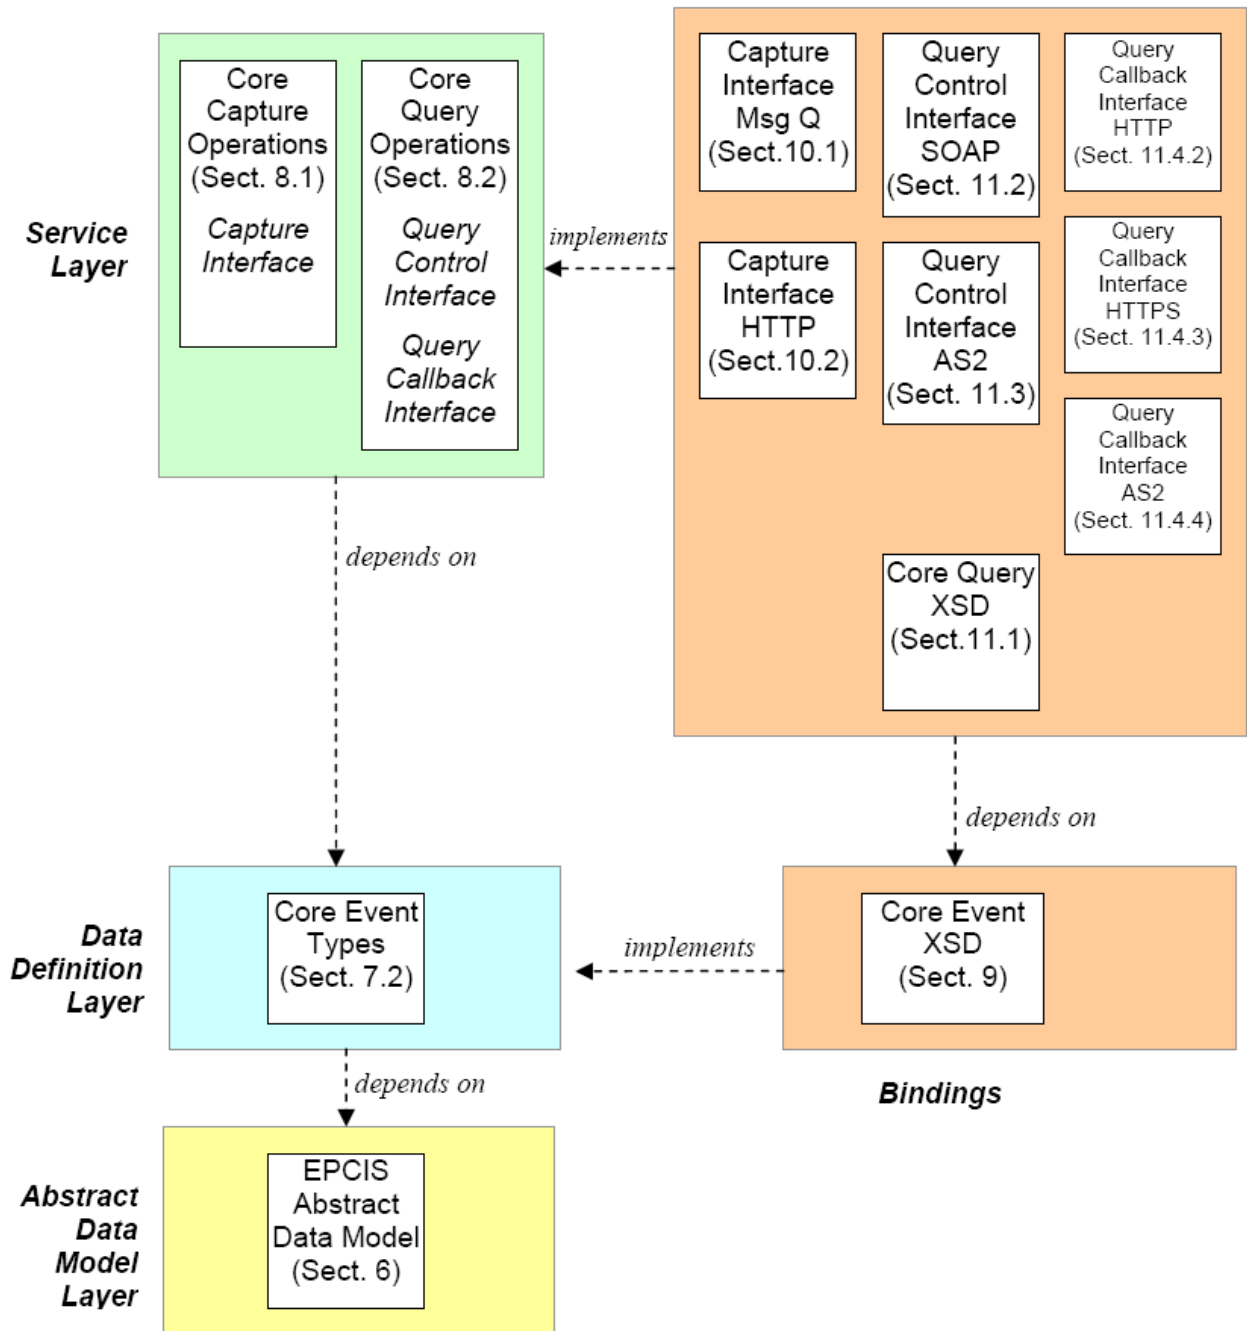 Service
Layer
Core
Capture
Operations
(Sect. 8.1)
Capture
Interface
Core
Query
Operations
(Sect. 8.2)
Query
Control
Interface
Query
Callback
Interface
implements
Capture
Interface
Msg Q
(Sect.10.1)
Capture
Interface
HTTP
(Sect.10.2)
Query
Control
Interface
SOAP
(Sect. 11.2)
Query
Control
Interface
AS2
(Sect. 11.3)
Query
Callback
Interface
HTTP
(Sect. 11.4.2)
Query
Callback
Interface
HTTPS
(Sect. 11.4.3)
Query
Callback
Interface
AS2
(Sect. 11.4.4)
Core Query
XSD
(Sect.11.1)
depends on
depends on
Data
Definition
Layer
Core Event
Types
(Sect. 7.2)
implements
Core Event
XSD
(Sect. 9)
Bindings
depends on
Abstract
Data
Model
Layer
EPCIS
Abstract
Data Model
(Sect. 6)